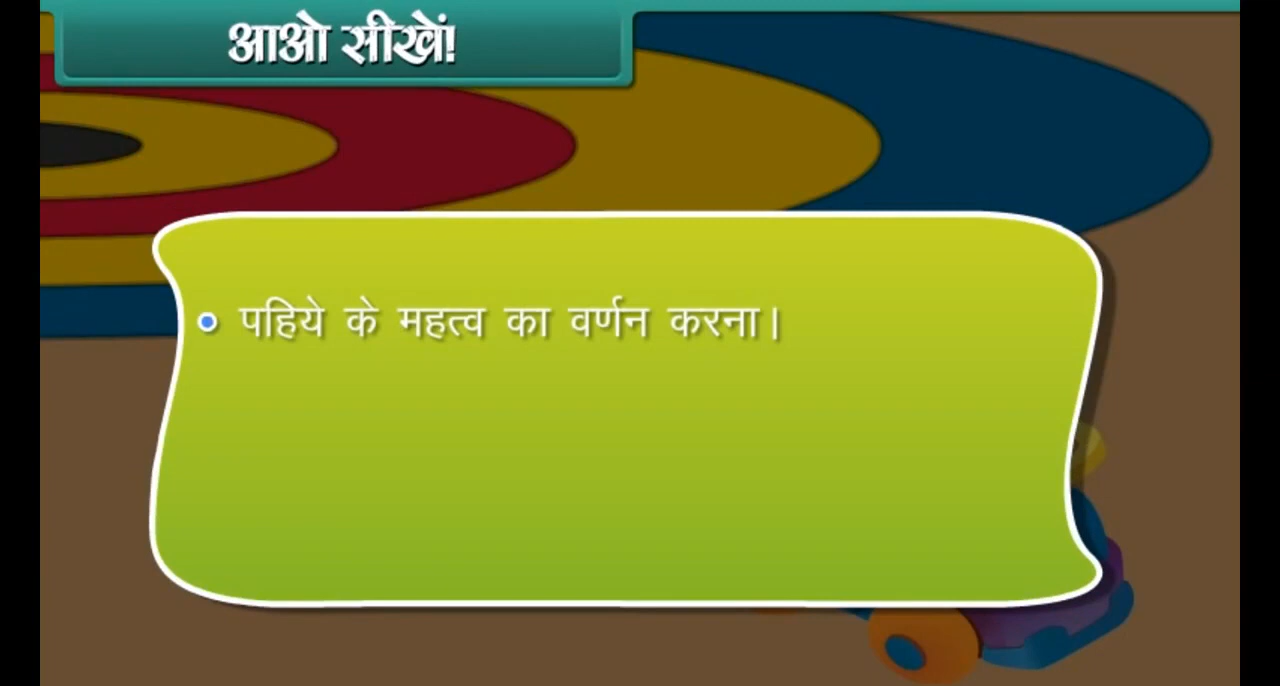 आओ सीखें!
• पहिये के महत्व का वर्णन करना।